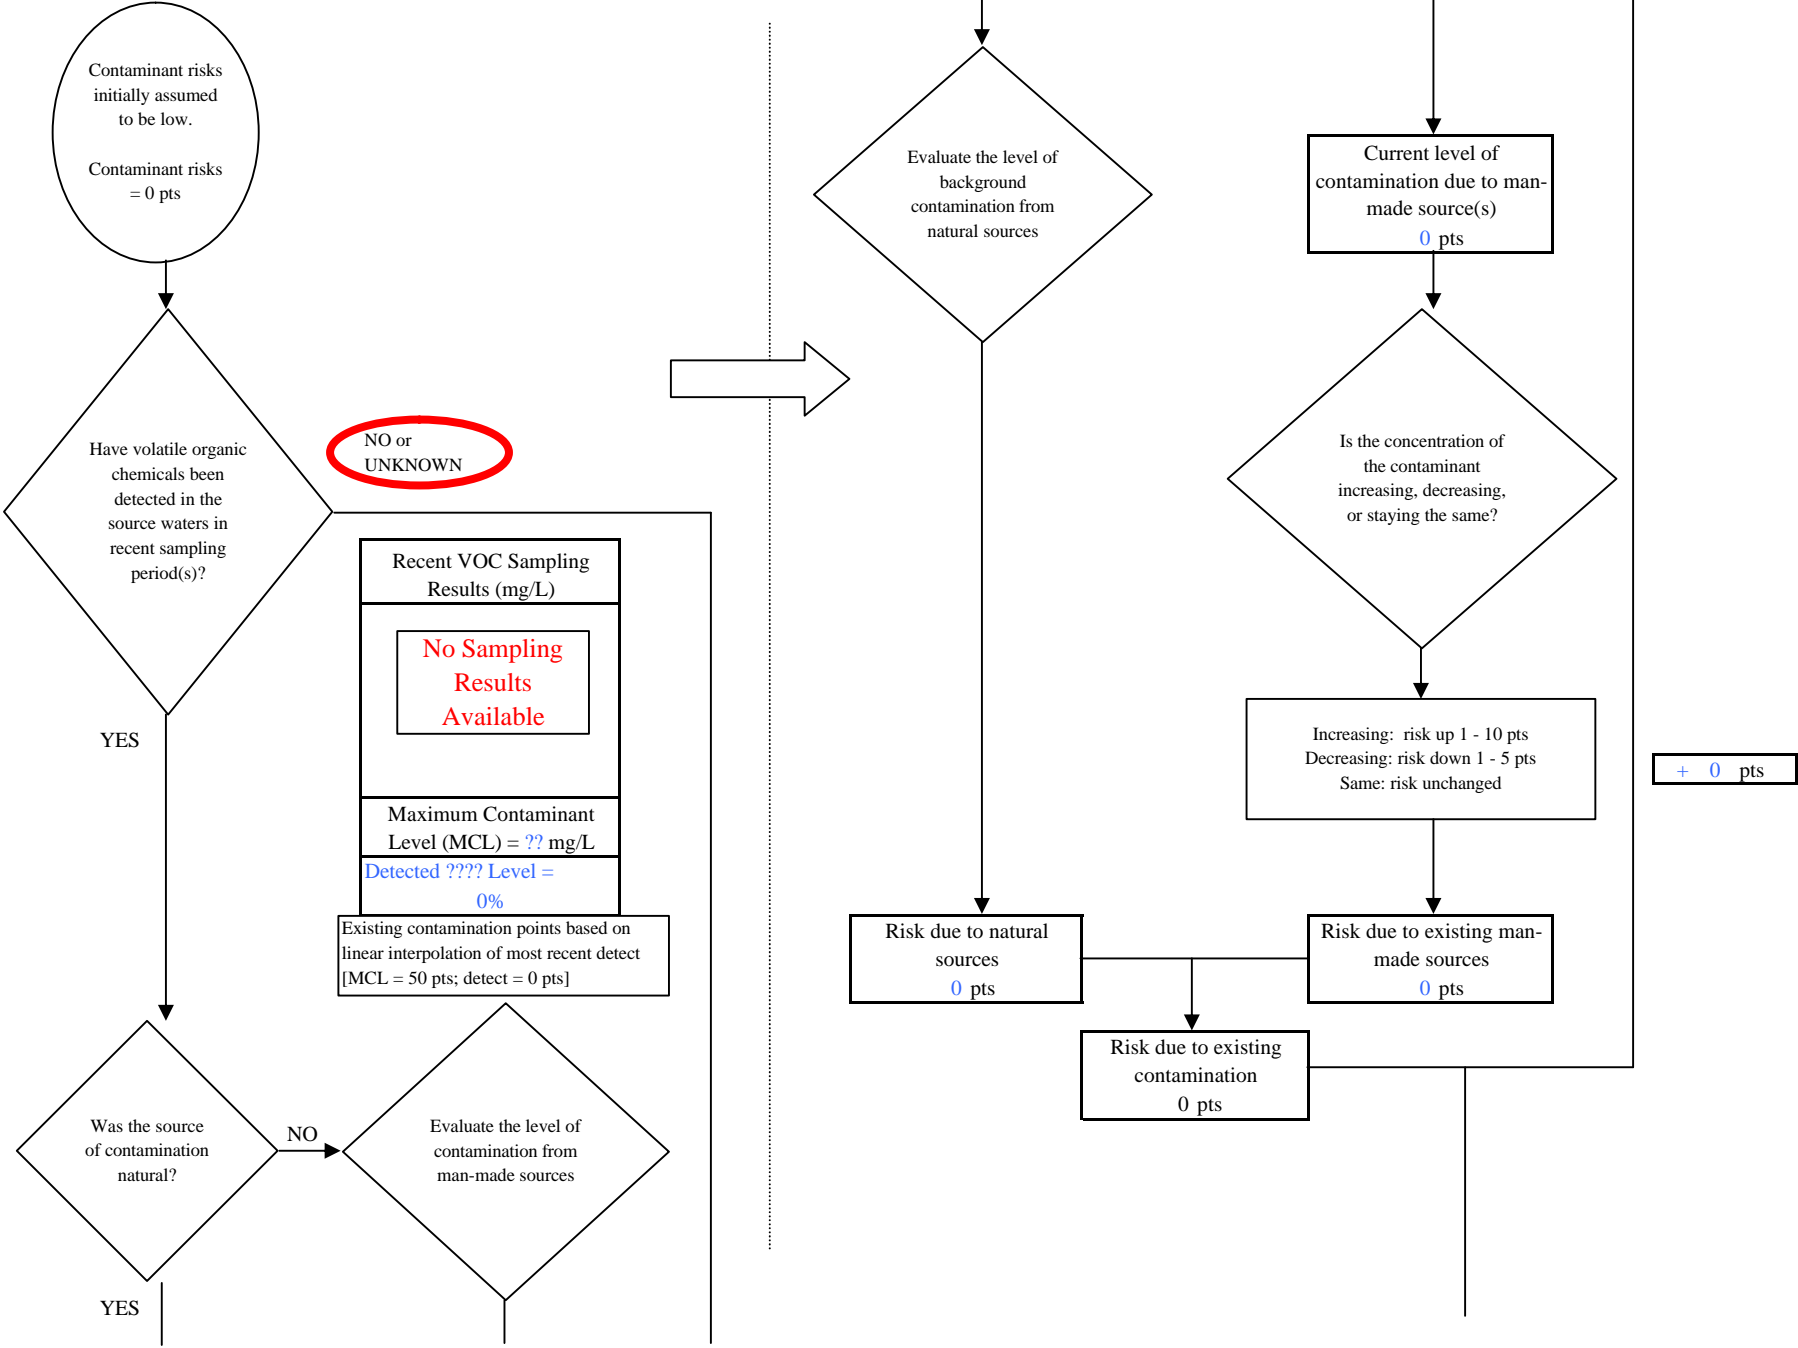 Contaminant risks
initially assumed
to be low.
Contaminant risks
= 0 pts
Have volatile organic
chemicals been
detected in the
source waters in
recent sampling
period(s)?
NO or
UNKNOWN
YES
Recent VOC Sampling
Results (mg/L)
No Sampling
Results
Available
Maximum Contaminant
Level (MCL) = ?? mg/L
Detected ???? Level =
0%
Existing contamination points based on
linear interpolation of most recent detect
[MCL = 50 pts; detect = 0 pts]
Was the source
of contamination
natural?
NO
YES
Evaluate the level of
contamination from
man-made sources
Evaluate the level of
background
contamination from
natural sources
Current level of
contamination due to man-
made source(s)
0 pts
Is the concentration of
the contaminant
increasing, decreasing,
or staying the same?
Increasing: risk up 1 - 10 pts
Decreasing: risk down 1 - 5 pts
Same: risk unchanged
+ 0 pts
Risk due to natural
sources
0 pts
Risk due to existing man-
made sources
0 pts
Risk due to existing
contamination
0 pts